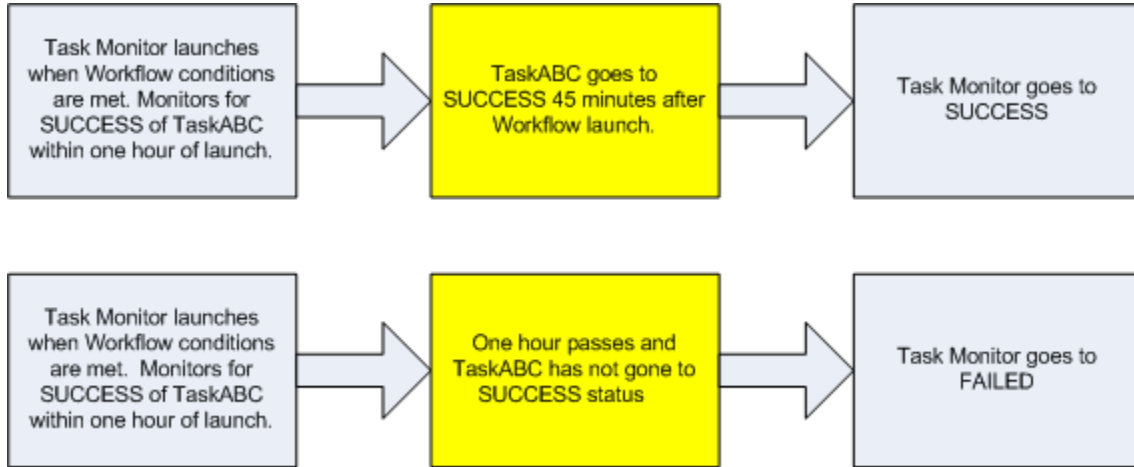 Task Monitor launches
when Workflow conditions
are met. Monitors for
SUCCESS of TaskABC
within one hour of launch.
TaskABC goes to
SUCCESS 45 minutes after
Workflow launch.
Task Monitor goes to
SUCCESS
Task Monitor launches
when Workflow conditions
are met.  Monitors for
SUCCESS of TaskABC
within one hour of launch.
One hour passes and
TaskABC has not gone to
SUCCESS status
Task Monitor goes to
FAILED